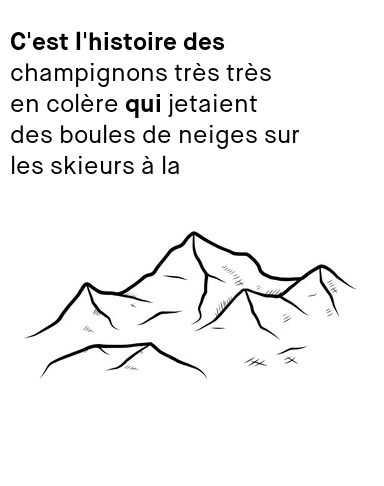 C'est l'histoire des
champignons très très
en colère qui jetaient
des boules de neiges sur
les skieurs à la